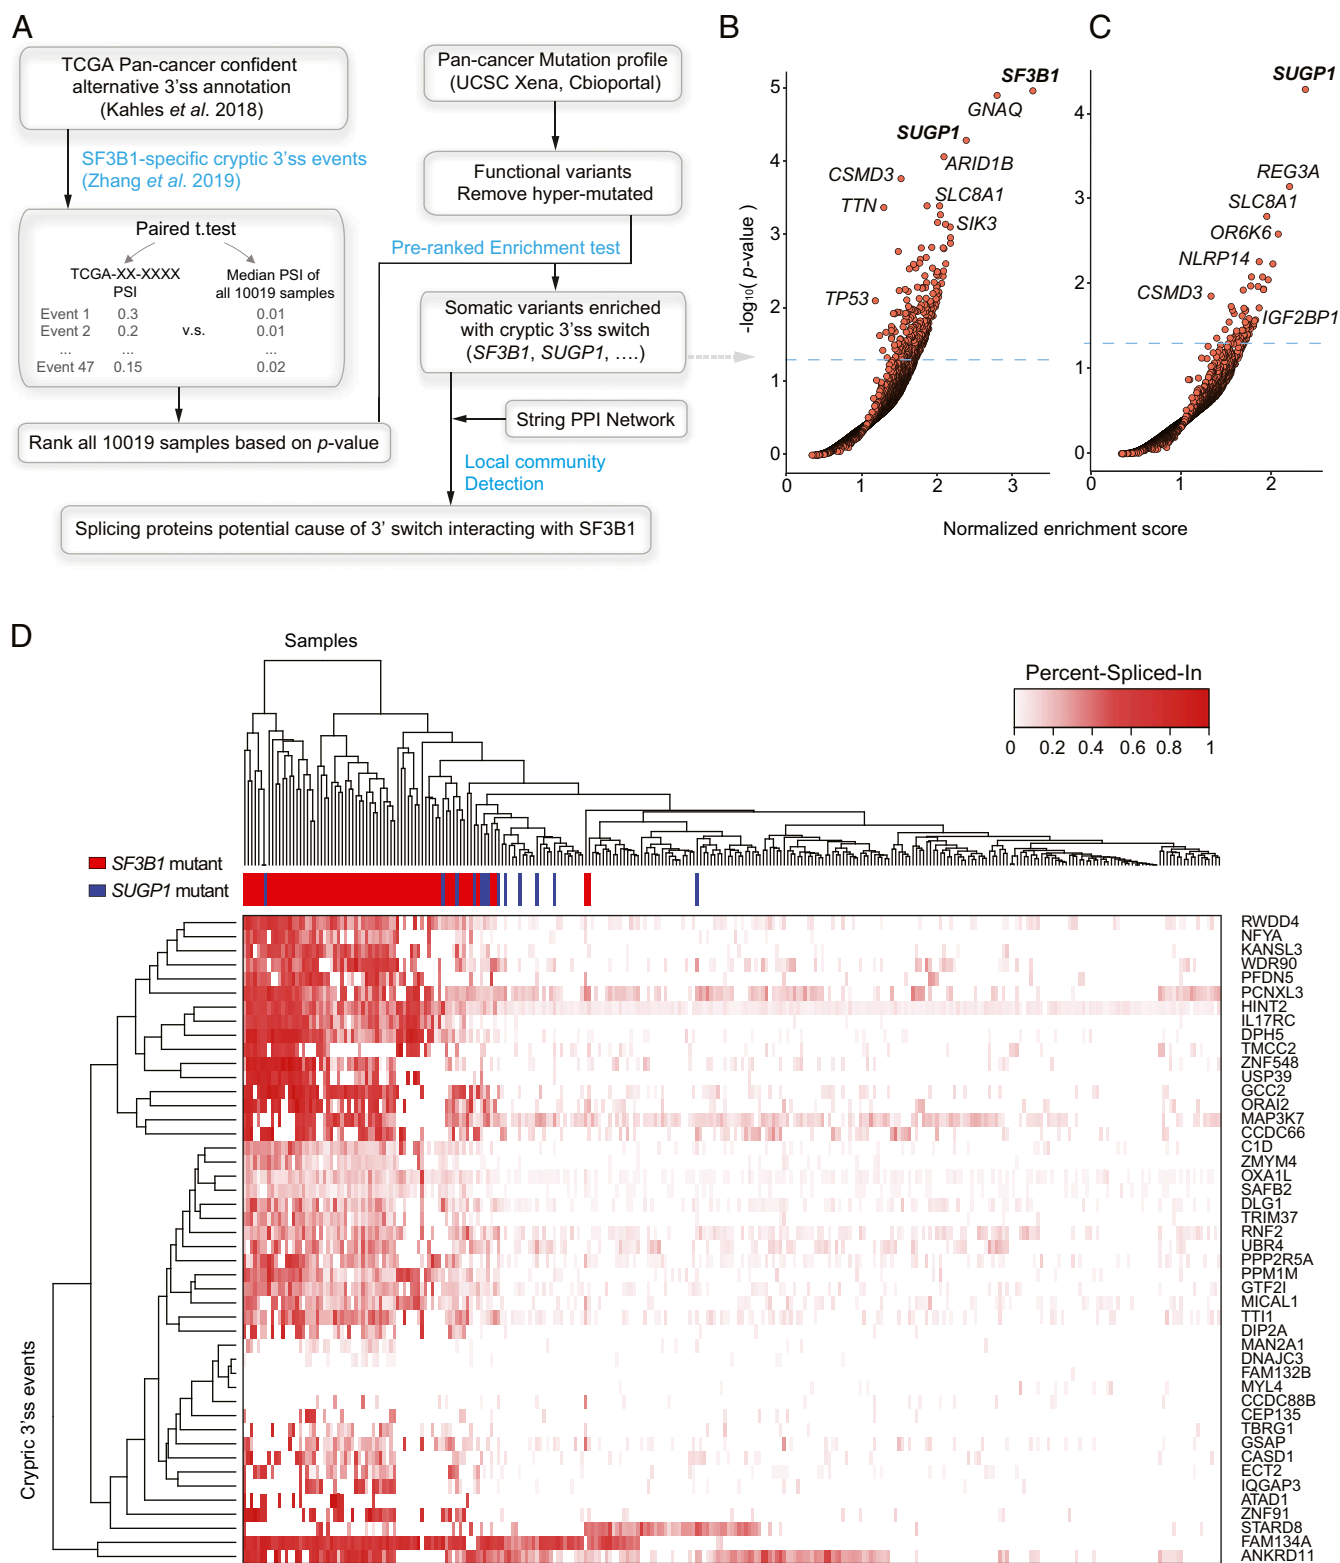 A
TCGA Pan-cancer confident
alternative 3'ss annotation
(Kahles et al. 2018)
SF3B1-specific cryptic 3'ss events
(Zhang et al. 2019)
Paired t.test
TCGA-XX-XXXX
PSI
Median PSI of
all 10019 samples
Event 1 0.3 0.01
Event 2 0.2 v.s. 0.01
... ... ...
Event 47 0.15 0.02
Rank all 10019 samples based on p-value
Pan-cancer Mutation profile
(UCSC Xena, Cbioportal)
Functional variants
Remove hyper-mutated
Pre-ranked Enrichment test
Somatic variants enriched
with cryptic 3'ss switch
(SF3B1, SUGP1, ....)
String PPI Network
Local community
Detection
Splicing proteins potential cause of 3' switch interacting with SF3B1
B
-log10( p-value )
5
4
3
2
1
0
0 1 2 3
SF3B1
GNAQ
SUGP1
ARID1B
CSMD3
SLC8A1
TTN
SIK3
TP53
C
4
3
2
1
0
0 1 2
SUGP1
REG3A
SLC8A1
OR6K6
NLRP14
CSMD3
IGF2BP1
Normalized enrichment score
D
Samples
Percent-Spliced-In
0 0.2 0.4 0.6 0.8 1
SF3B1 mutant
SUGP1 mutant
Crypric 3'ss events
RWDD4
NFYA
KANSL3
WDR90
PFDN5
PCNXL3
HINT2
IL17RC
DPH5
TMCC2
ZNF548
USP39
GCC2
ORAI2
MAP3K7
CCDC66
C1D
ZMYM4
OXA1L
SAFB2
DLG1
TRIM37
RNF2
UBR4
PPP2R5A
PPM1M
GTF2I
MICAL1
TTI1
DIP2A
MAN2A1
DNAJC3
FAM132B
MYL4
CCDC88B
CEP135
TBRG1
GSAP
CASD1
ECT2
IQGAP3
ATAD1
ZNF91
STARD8
FAM134A
ANKRD11